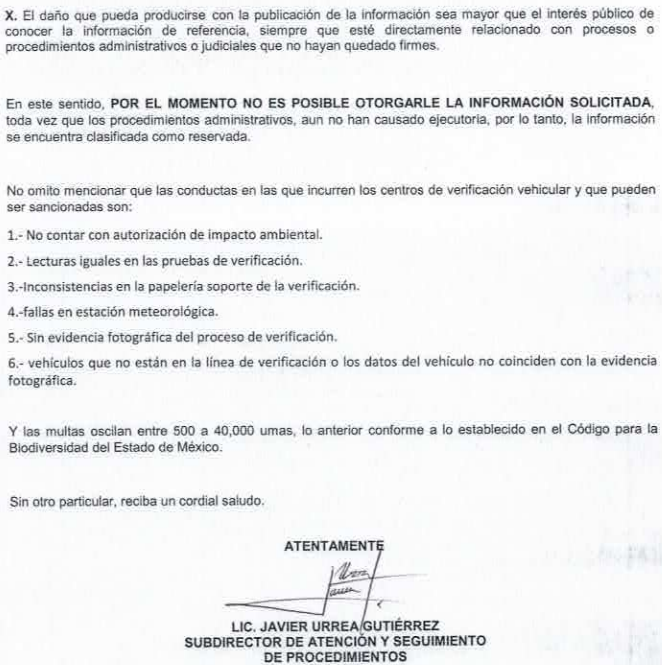 X. El daño que pueda producirse con la publicación de la información sea mayor que el interés público de
conocer la información de referencia, siempre que esté directamente relacionado con procesos o
procedimientos administrativos o judiciales que no hayan quedado firmes.
En este sentido, POR EL MOMENTO NO ES POSIBLE OTORGARLE LA INFORMACIÓN SOLICITADA,
toda vez que los procedimientos administrativos, aun no han causado ejecutoria, por lo tanto, la información
se encuentra clasificada como reservada.
No omito mencionar que las conductas en las que incurren los centros de verificación vehicular y que pueden
ser sancionadas son:
1.- No contar con autorización de impacto ambiental.
2.- Lecturas iguales en las pruebas de verificación.
3.-Inconsistencias en la papelería soporte de la verificación.
4.-fallas en estación meteorológica.
5.- Sin evidencia fotográfica del proceso de verificación.
6.- vehículos que no están en la línea de verificación o los datos del vehículo no coinciden con la evidencia
fotográfica.
Y las multas oscilan entre 500 a 40,000 umas, lo anterior conforme a lo establecido en el Código para la
Biodiversidad del Estado de México.
Sin otro particular, reciba un cordial saludo.
ATENTAMENTE
LIC. JAVIER URREA GUTIÉRREZ
SUBDIRECTOR DE ATENCIÓN Y SEGUIMIENTO
DE PROCEDIMIENTOS